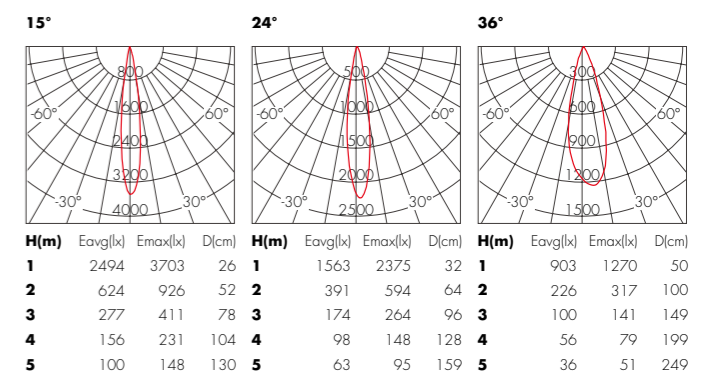 15° 24° 36°
800 500 300
1600 1000 600
-60° 60° -60° 60° -60° 60°
2400 1500 900
3200 2000 1200
-30° 30° -30° 30° -30° 30°
4000 2500 1500
H(m) Eavg(lx) Emax(lx) D(cm) H(m) Eavg(lx) Emax(lx) D(cm) H(m) Eavg(lx) Emax(lx) D(cm)
1 2494 3703 26 1 1563 2375 32 1 903 1270 50
2 624 926 52 2 391 594 64 2 226 317 100
3 277 411 78 3 174 264 96 3 100 141 149
4 156 231 104 4 98 148 128 4 56 79 199
5 100 148 130 5 63 95 159 5 36 51 249